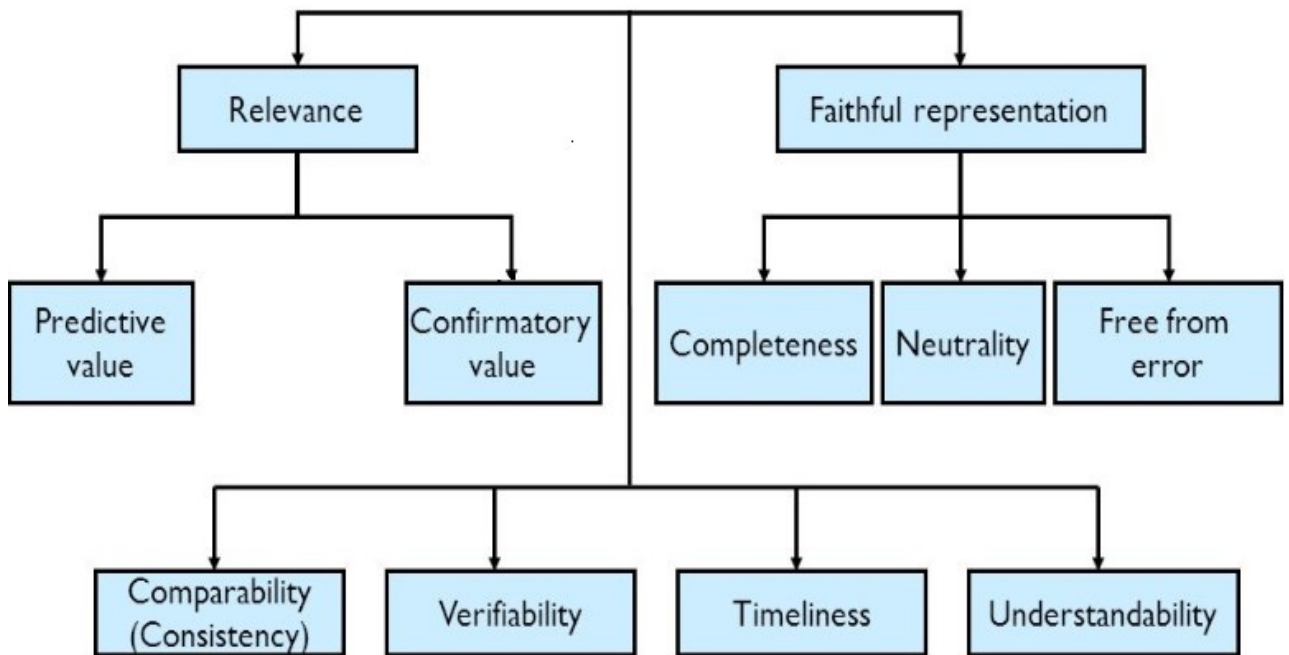 Relevance
Faithful representation
Predictive
value
Confirmatory
value
Completeness
Neutrality
Free from
error
Comparability
(Consistency)
Verifiability
Timeliness
Understandability